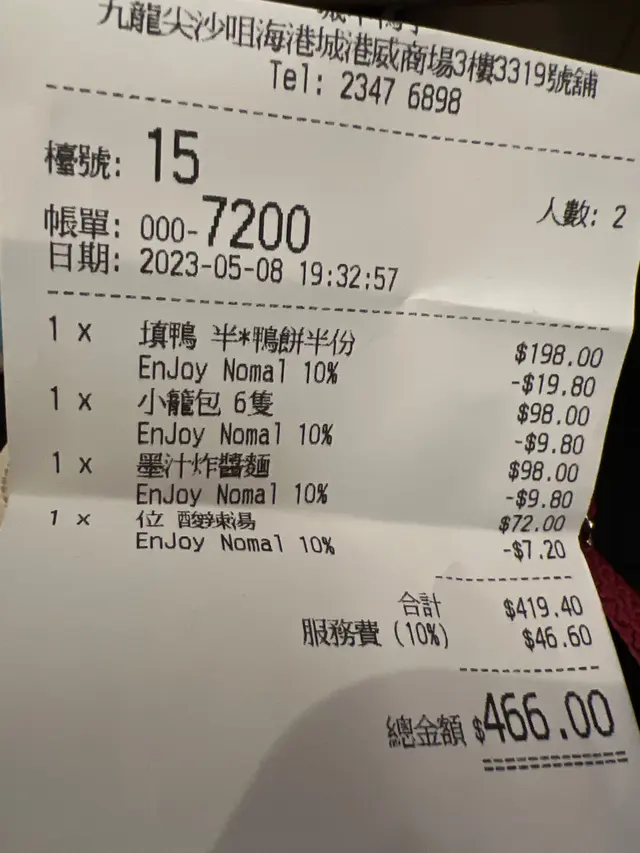 九龍尖沙咀海港城港威商場3樓3319號舖
Tel: 2347 6898
檯號: 15
人數: 2
帳單: 000-7200
日期: 2023-05-08 19:32:57
1 x 填鴨 半*鴨餅半份 $198.00
EnJoy Nomal 10% -$19.80
1 x 小籠包 6隻 $98.00
EnJoy Nomal 10% -$9.80
1 x 墨汁炸醬麵 $98.00
EnJoy Nomal 10% -$9.80
1 x 位 酸辣湯 $72.00
EnJoy Nomal 10% -$7.20
合計 $419.40
服務費 (10%) $46.60
總金額 $466.00